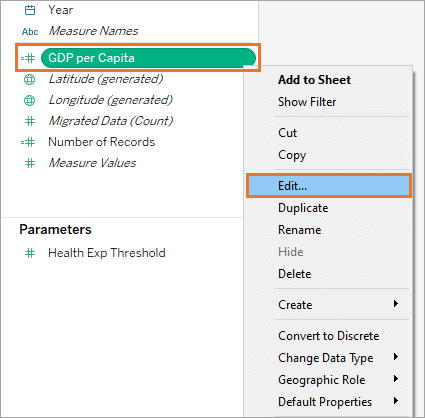 Year
Abc Measure Names
GDP per Capita
Latitude (generated)
Longitude (generated)
Migrated Data (Count)
Number of Records
Measure Values
Parameters
Health Exp Threshold
Add to Sheet
Show Filter
Cut
Copy
Edit...
Duplicate
Rename
Hide
Delete
Create
Convert to Discrete
Change Data Type
Geographic Role
Default Properties